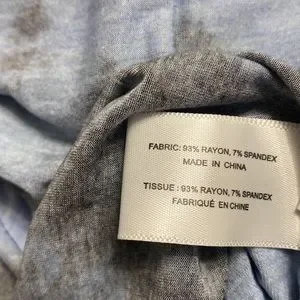 FABRIC: 93% RAYON, 7% SPANDEX
MADE IN CHINA
TISSUE : 93% RAYON, 7% SPANDEX
FABRIQUÉ EN CHINE